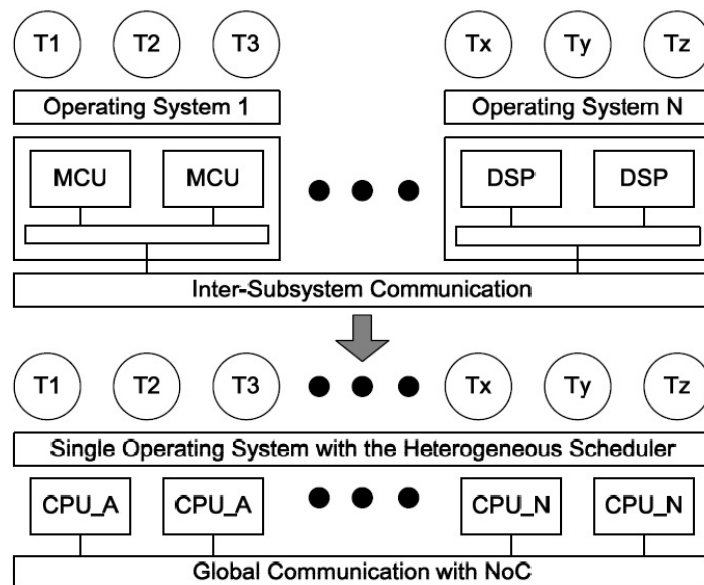 T1 T2 T3 Tx Ty Tz
Operating System 1 Operating System N
MCU MCU DSP DSP
Inter-Subsystem Communication
T1 T2 T3 Tx Ty Tz
Single Operating System with the Heterogeneous Scheduler
CPU_A CPU_A CPU_N CPU_N
Global Communication with NoC